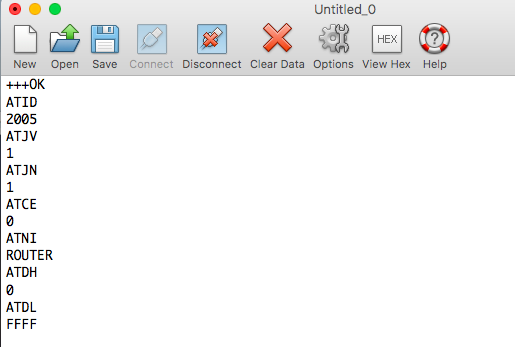 Untitled_0
New Open Save Connect Disconnect Clear Data Options View Hex Help
HEX
+++OK
ATID
2005
ATJV
1
ATJN
1
ATCE
0
ATNI
ROUTER
ATDH
0
ATDL
FFFF